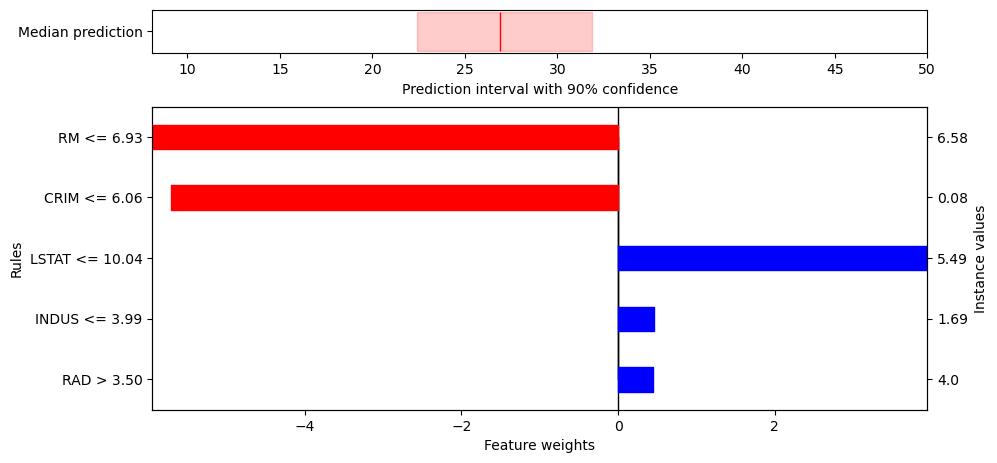 Median prediction
10 15 20 25 30 35 40 45 50
Prediction interval with 90% confidence
RM <= 6.93 6.58
CRIM <= 6.06 0.08
LSTAT <= 10.04 5.49
INDUS <= 3.99 1.69
RAD > 3.50 4.0
Rules
Instance values
−4 −2 0 2
Feature weights